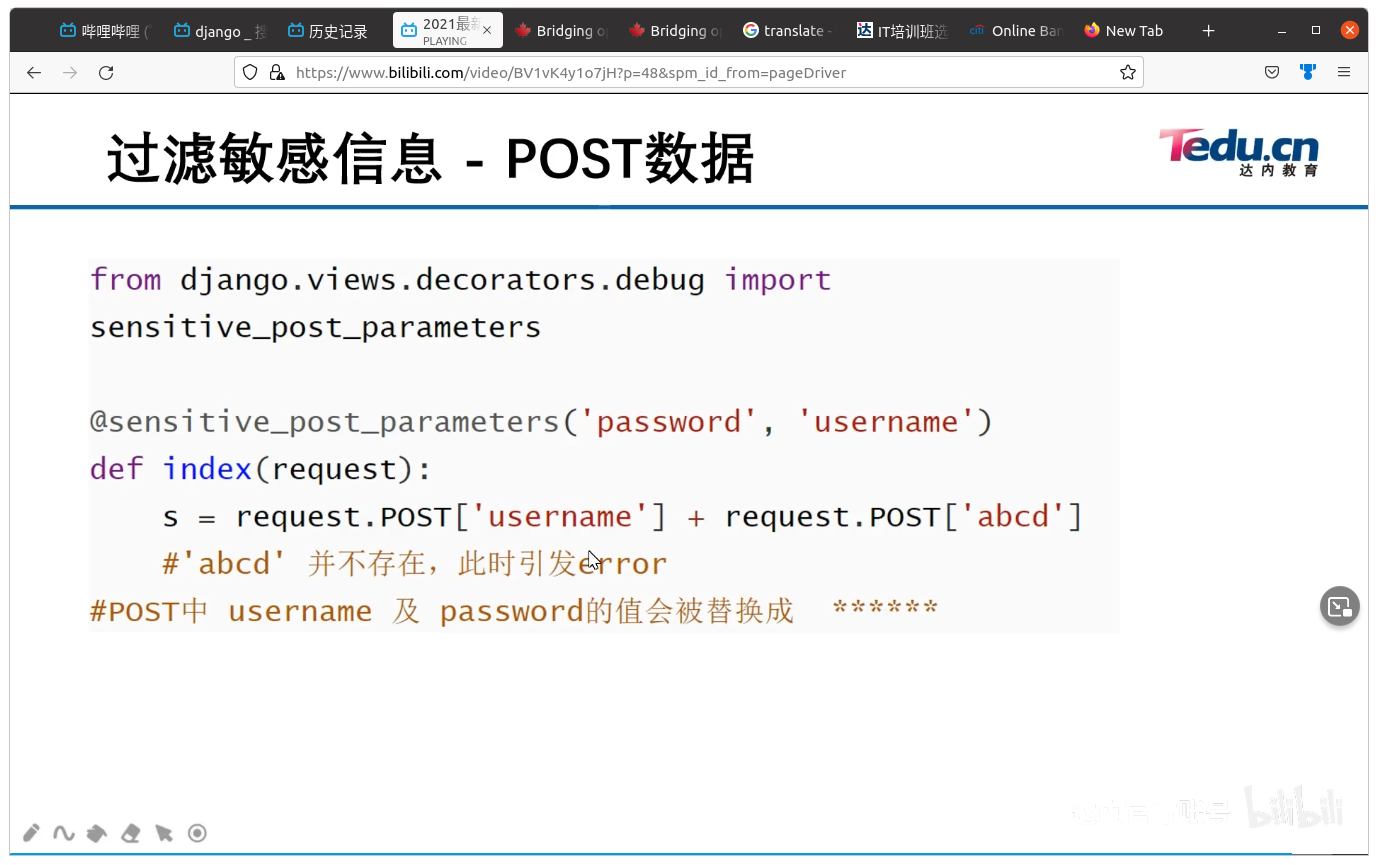 哔哩哔哩 (
django _ 搜
历史记录
2021最新
PLAYING
Bridging o
Bridging o
translate -
IT培训班选
citi Online Ban
New Tab
https://www.bilibili.com/video/BV1vK4y1o7jH?p=48&spm_id_from=pageDriver
过滤敏感信息 - POST数据
Tedu.cn
达内教育
from django.views.decorators.debug import
sensitive_post_parameters
@sensitive_post_parameters('password', 'username')
def index(request):
s = request.POST['username'] + request.POST['abcd']
#'abcd' 并不存在，此时引发error
#POST中 username 及 password的值会被替换成 ******
bilibili